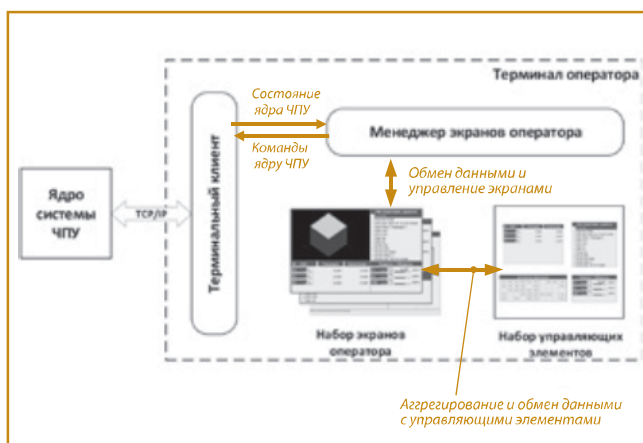 Терминал оператора
Состояние
ядра ЧПУ
Менеджер экранов оператора
Команды
ядру ЧПУ
Обмен данными и
управление экранами
Ядро
системы
ЧПУ
TCP/IP
Терминальный клиент
Набор экранов
оператора
Набор управляющих
элементов
Аггрегирование и обмен данными
с управляющими элементами